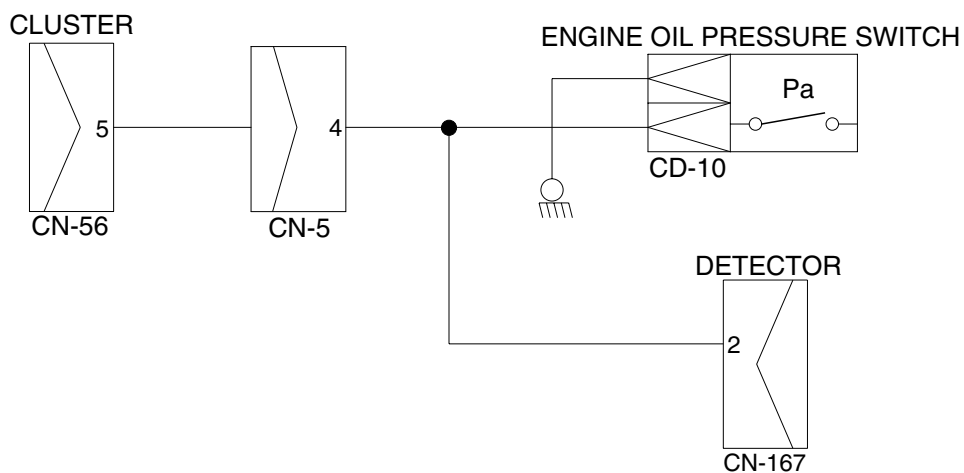 CLUSTER
5
CN-56
4
CN-5
ENGINE OIL PRESSURE SWITCH
Pa
CD-10
DETECTOR
2
CN-167